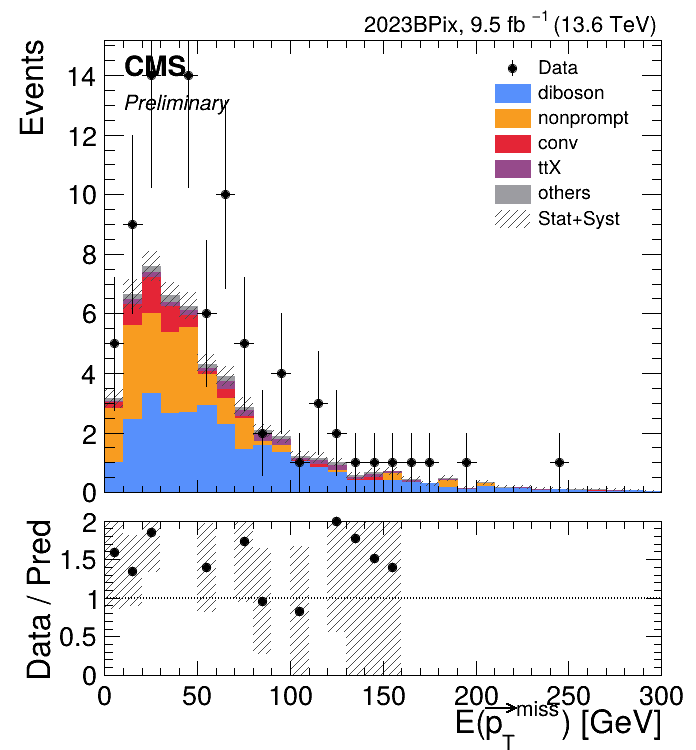 2023BPix, 9.5 fb⁻¹ (13.6 TeV)
Events
CMS
Preliminary
Data
diboson
nonprompt
conv
ttX
others
Stat+Syst
14
12
10
8
6
4
2
0
Data / Pred
2
1.5
1
0.5
0
0 50 100 150 200 250 300
E(p_T^miss) [GeV]